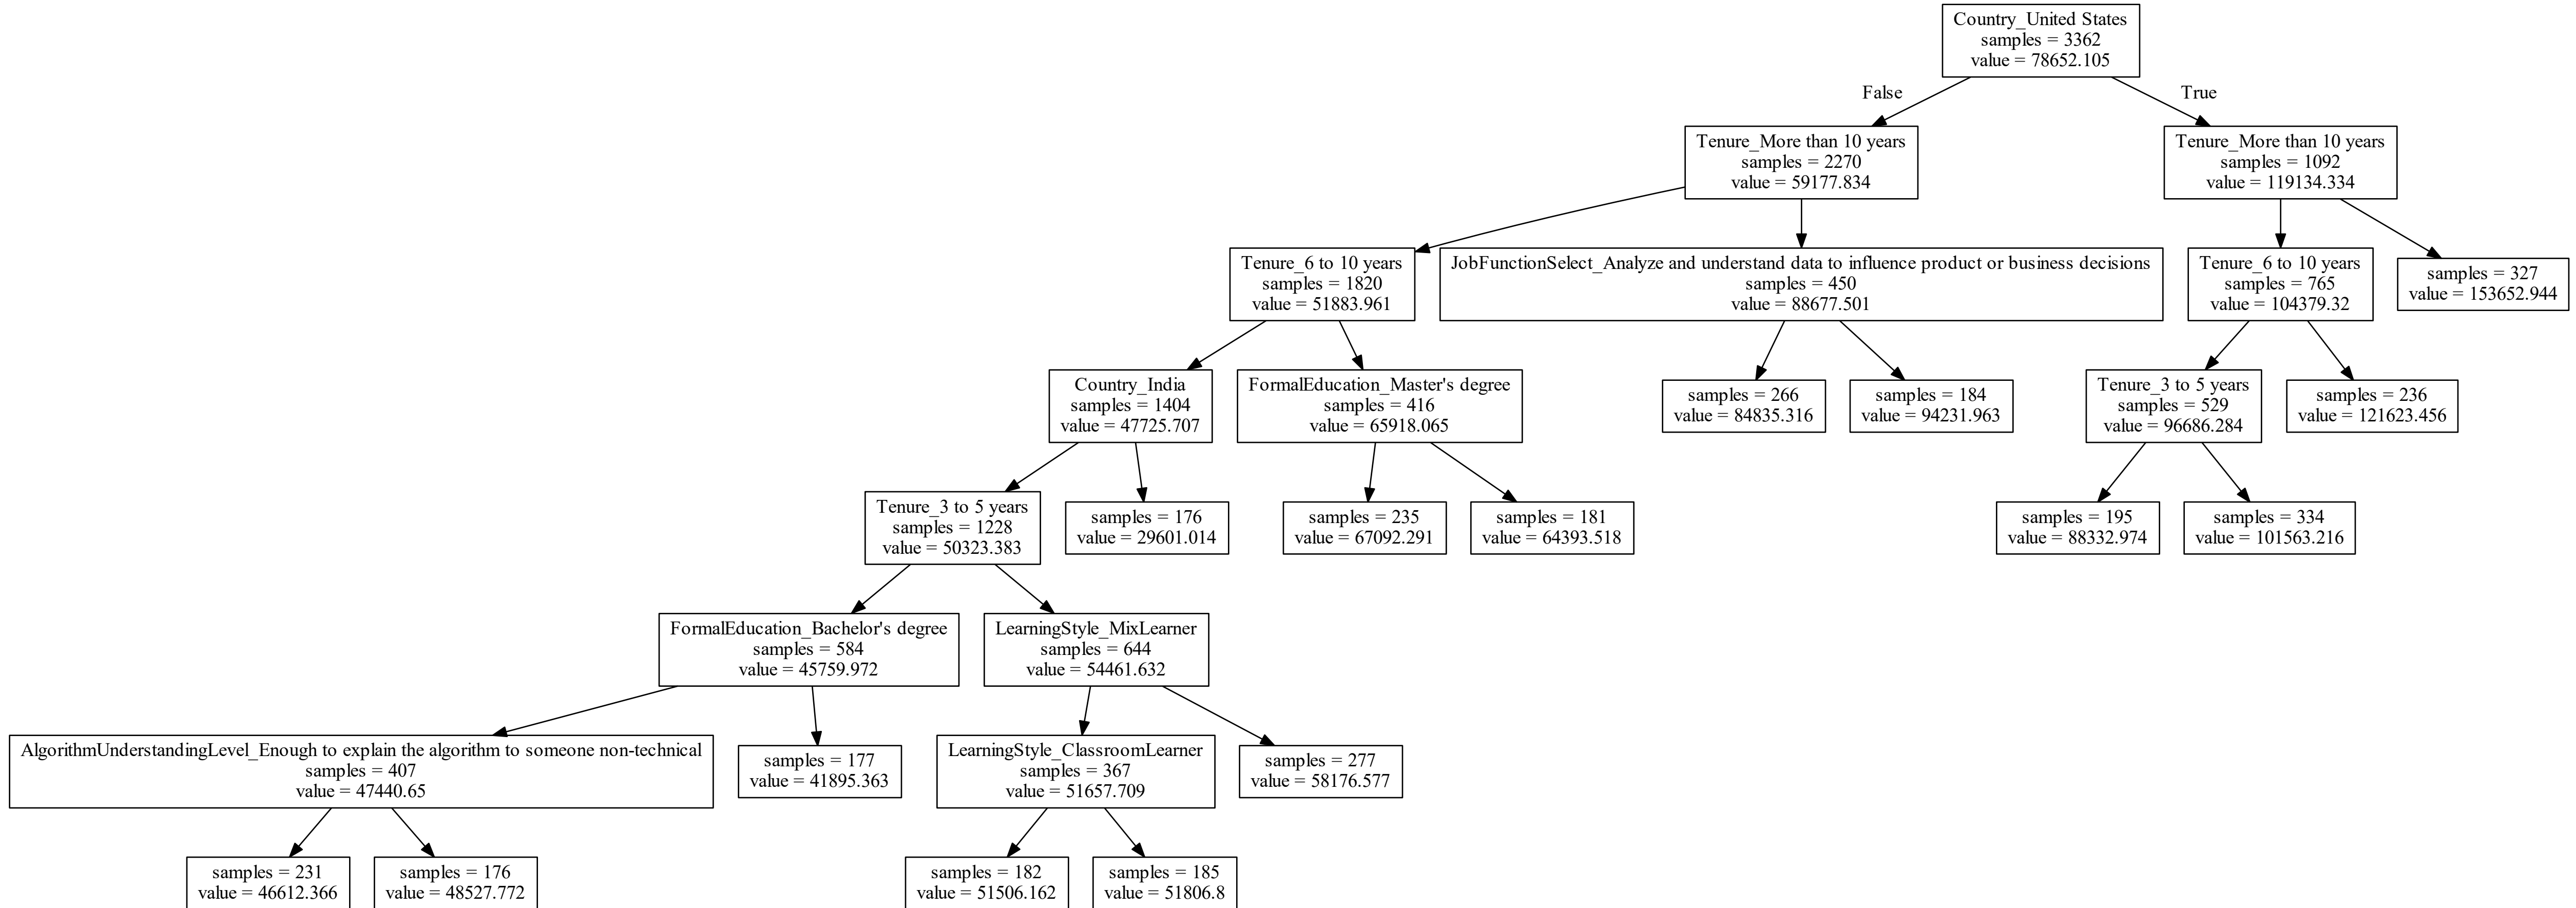 Country_United States
samples = 3362
value = 78652.105
False
True
Tenure_More than 10 years
samples = 2270
value = 59177.834
Tenure_More than 10 years
samples = 1092
value = 119134.334
Tenure_6 to 10 years
samples = 1820
value = 51883.961
JobFunctionSelect_Analyze and understand data to influence product or business decisions
samples = 450
value = 88677.501
Tenure_6 to 10 years
samples = 765
value = 104379.32
samples = 327
value = 153652.944
Country_India
samples = 1404
value = 47725.707
FormalEducation_Master's degree
samples = 416
value = 65918.065
samples = 266
value = 84835.316
samples = 184
value = 94231.963
Tenure_3 to 5 years
samples = 529
value = 96686.284
samples = 236
value = 121623.456
Tenure_3 to 5 years
samples = 1228
value = 50323.383
samples = 176
value = 29601.014
samples = 235
value = 67092.291
samples = 181
value = 64393.518
samples = 195
value = 88332.974
samples = 334
value = 101563.216
FormalEducation_Bachelor's degree
samples = 584
value = 45759.972
LearningStyle_MixLearner
samples = 644
value = 54461.632
AlgorithmUnderstandingLevel_Enough to explain the algorithm to someone non-technical
samples = 407
value = 47440.65
samples = 177
value = 41895.363
LearningStyle_ClassroomLearner
samples = 367
value = 51657.709
samples = 277
value = 58176.577
samples = 231
value = 46612.366
samples = 176
value = 48527.772
samples = 182
value = 51506.162
samples = 185
value = 51806.8